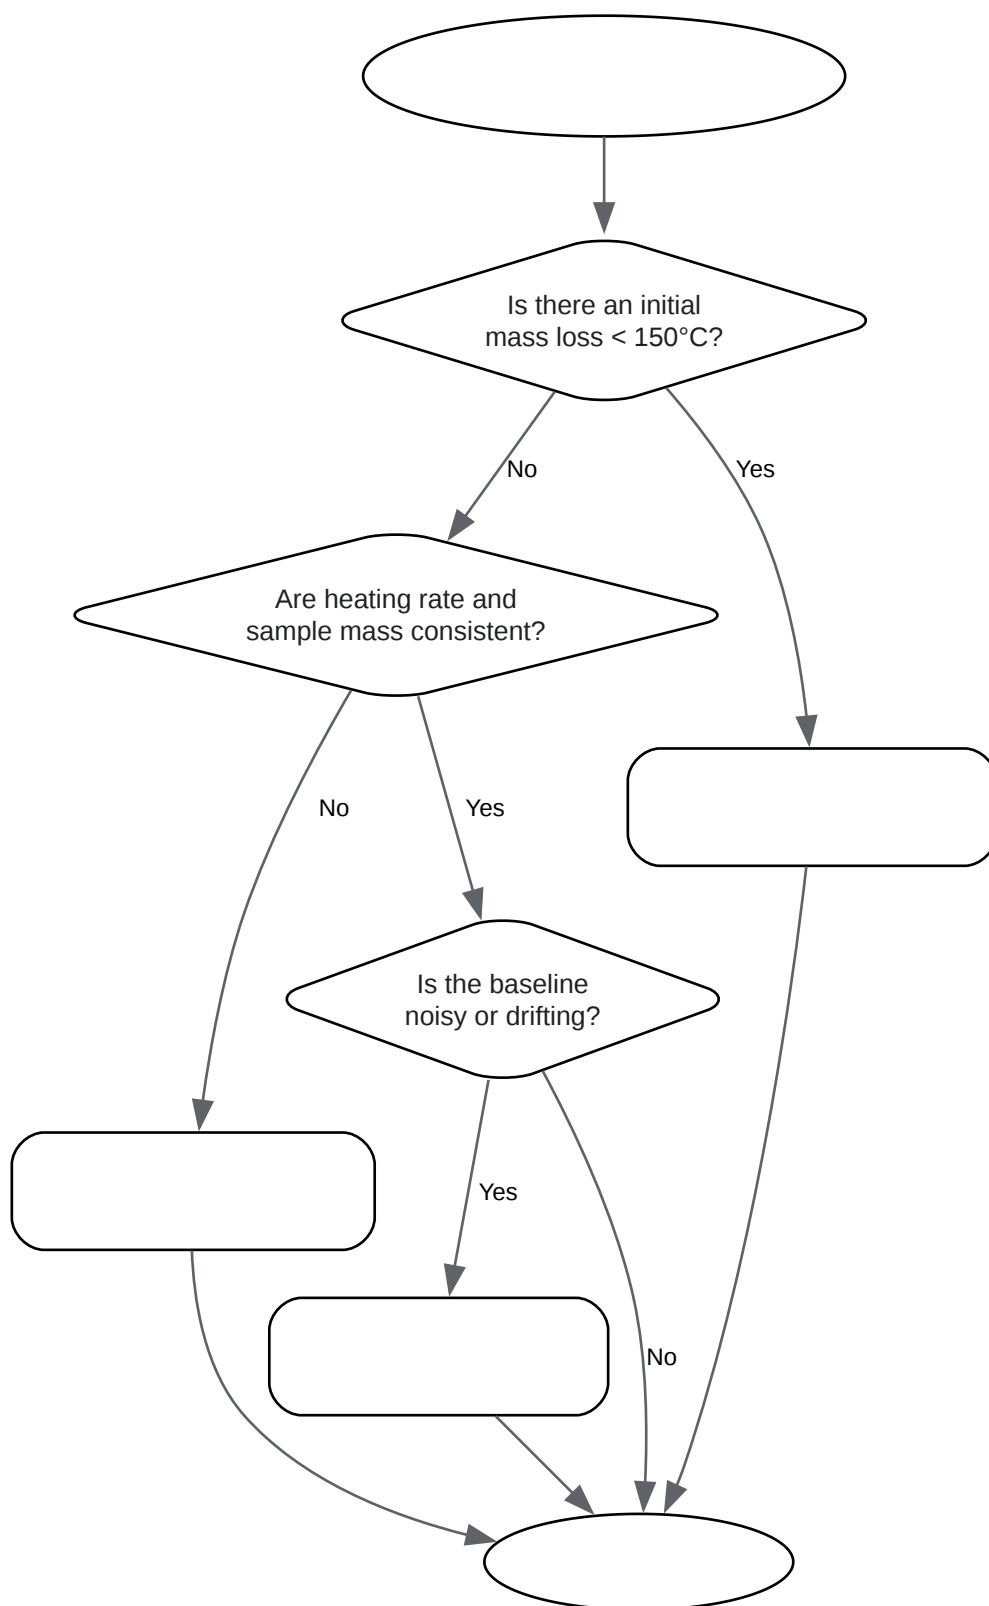 Is there an initial
mass loss < 150°C?
No
Yes
Are heating rate and
sample mass consistent?
No
Yes
Is the baseline
noisy or drifting?
Yes
No